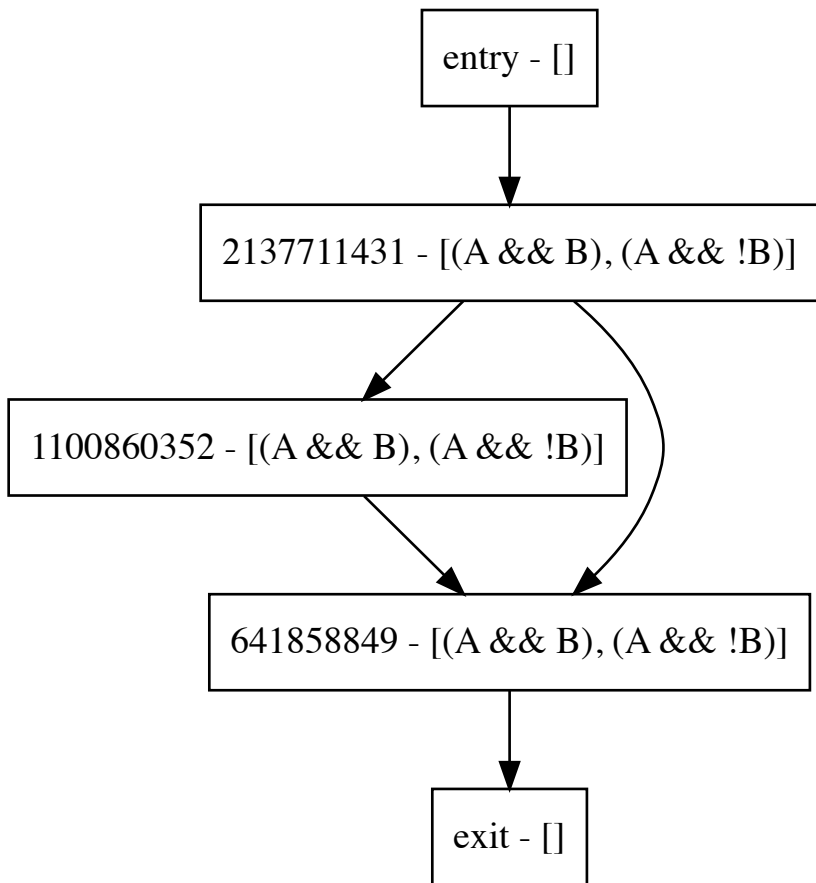 entry - []
2137711431 - [(A && B), (A && !B)]
1100860352 - [(A && B), (A && !B)]
641858849 - [(A && B), (A && !B)]
exit - []